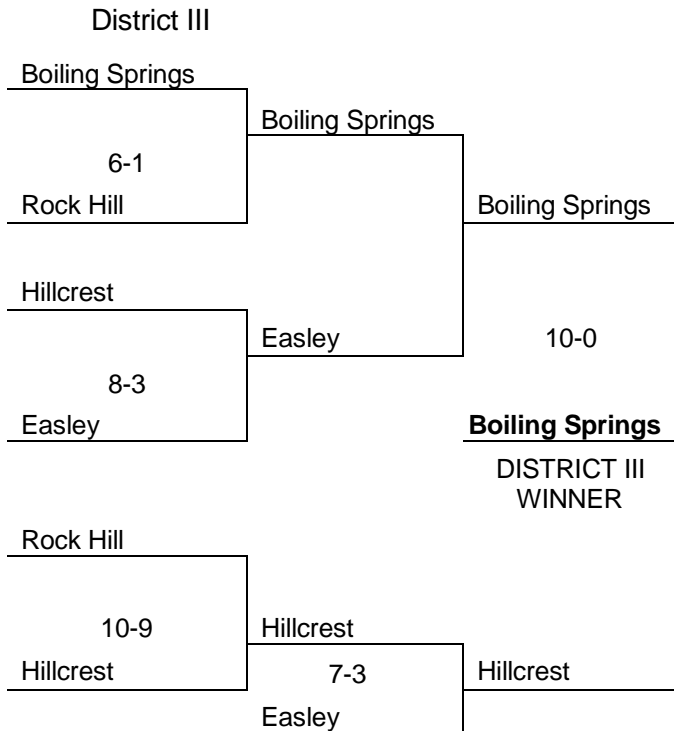 District III
Boiling Springs
Boiling Springs
6-1
Rock Hill
Boiling Springs
Hillcrest
Easley
10-0
8-3
Easley
Boiling Springs
DISTRICT III
WINNER
Rock Hill
10-9
Hillcrest
Hillcrest
7-3
Hillcrest
Easley